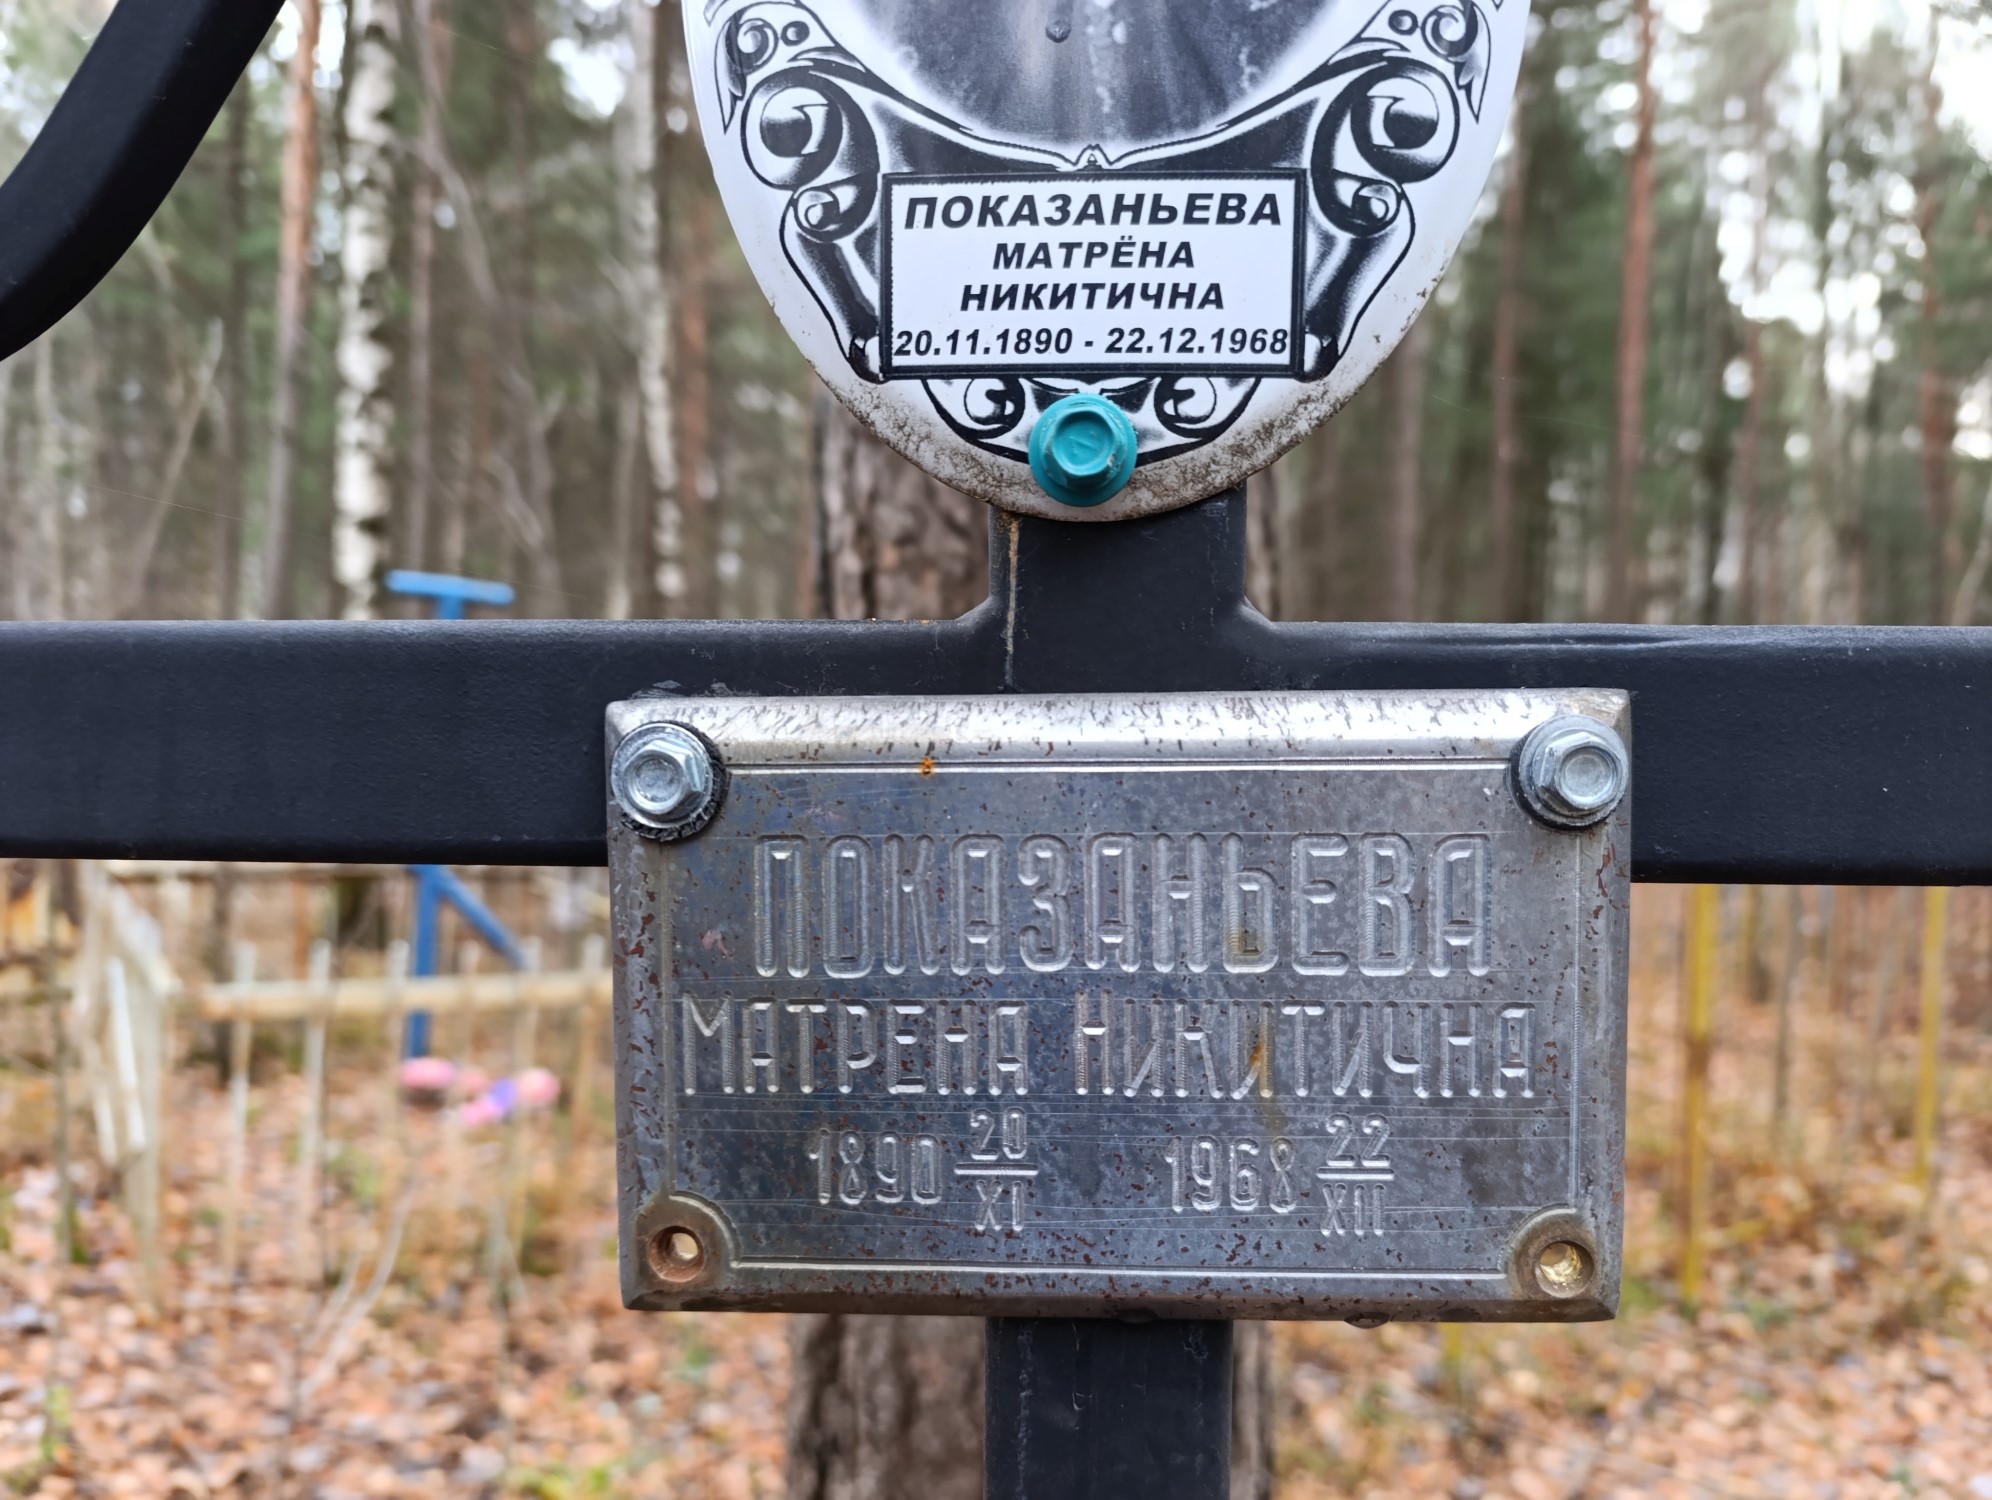 ПОКАЗАНЬЕВА
МАТРЁНА
НИКИТИЧНА
20.11.1890 - 22.12.1968
ПОКАЗАНЬЕВА
МАТРЕНА НИКИТИЧНА
1890 20/XI 1968 22/XII